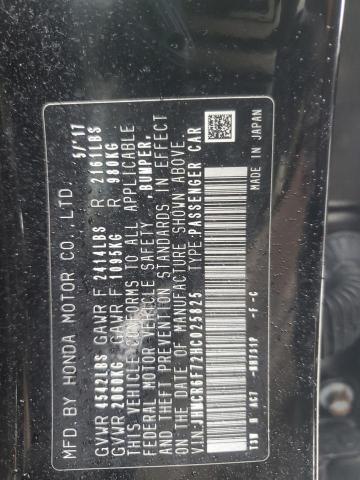 MFD.BY HONDA MOTOR CO.,LTD. 5/'17
GVWR 4542LBS GAWR F 2414LBS R 2161LBS
GVWR 2060KG GAWR F 1095KG R 980KG
THIS VEHICLE CONFORMS TO ALL APPLICABLE
FEDERAL MOTOR VEHICLE SAFETY ,BUMPER,
& THEFT PREVENTION STANDARDS IN EFFECT
ON THE DATE OF MANUFACTURE SHOWN ABOVE.
V.I.N: TYPE:PASSENGER CAR
-F -C MADE IN JAPAN